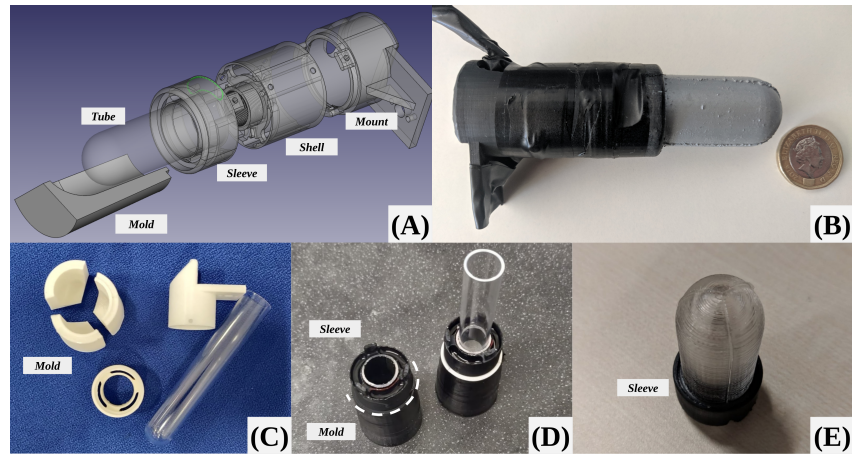 Tube
Mount
Shell
Sleeve
Mold
(A)
(B)
Mold
(C)
Sleeve
Mold
(D)
Sleeve
(E)